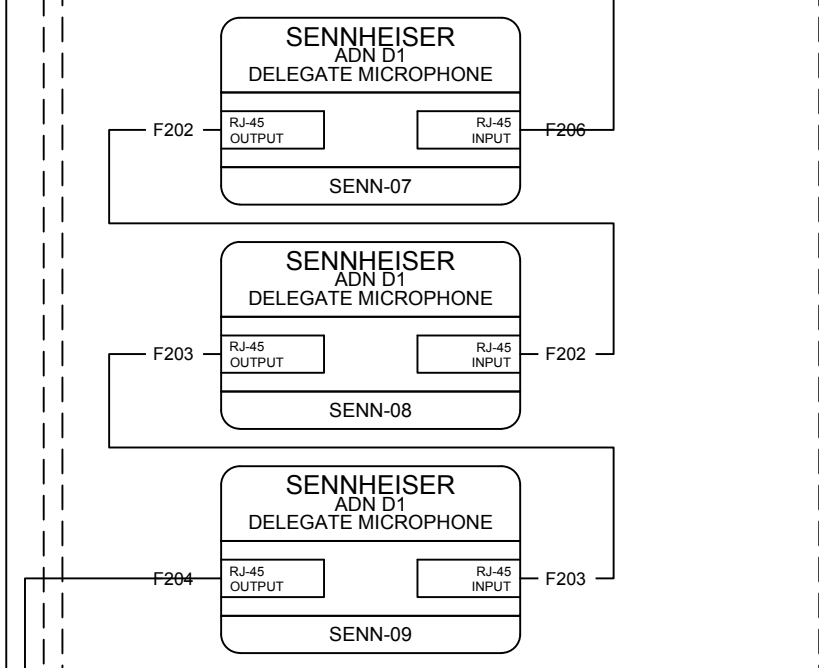 SENNHEISER
ADN D1
DELEGATE MICROPHONE
F202
RJ-45
OUTPUT
RJ-45
INPUT
F206
SENN-07
SENNHEISER
ADN D1
DELEGATE MICROPHONE
F203
RJ-45
OUTPUT
RJ-45
INPUT
F202
SENN-08
SENNHEISER
ADN D1
DELEGATE MICROPHONE
F204
RJ-45
OUTPUT
RJ-45
INPUT
F203
SENN-09